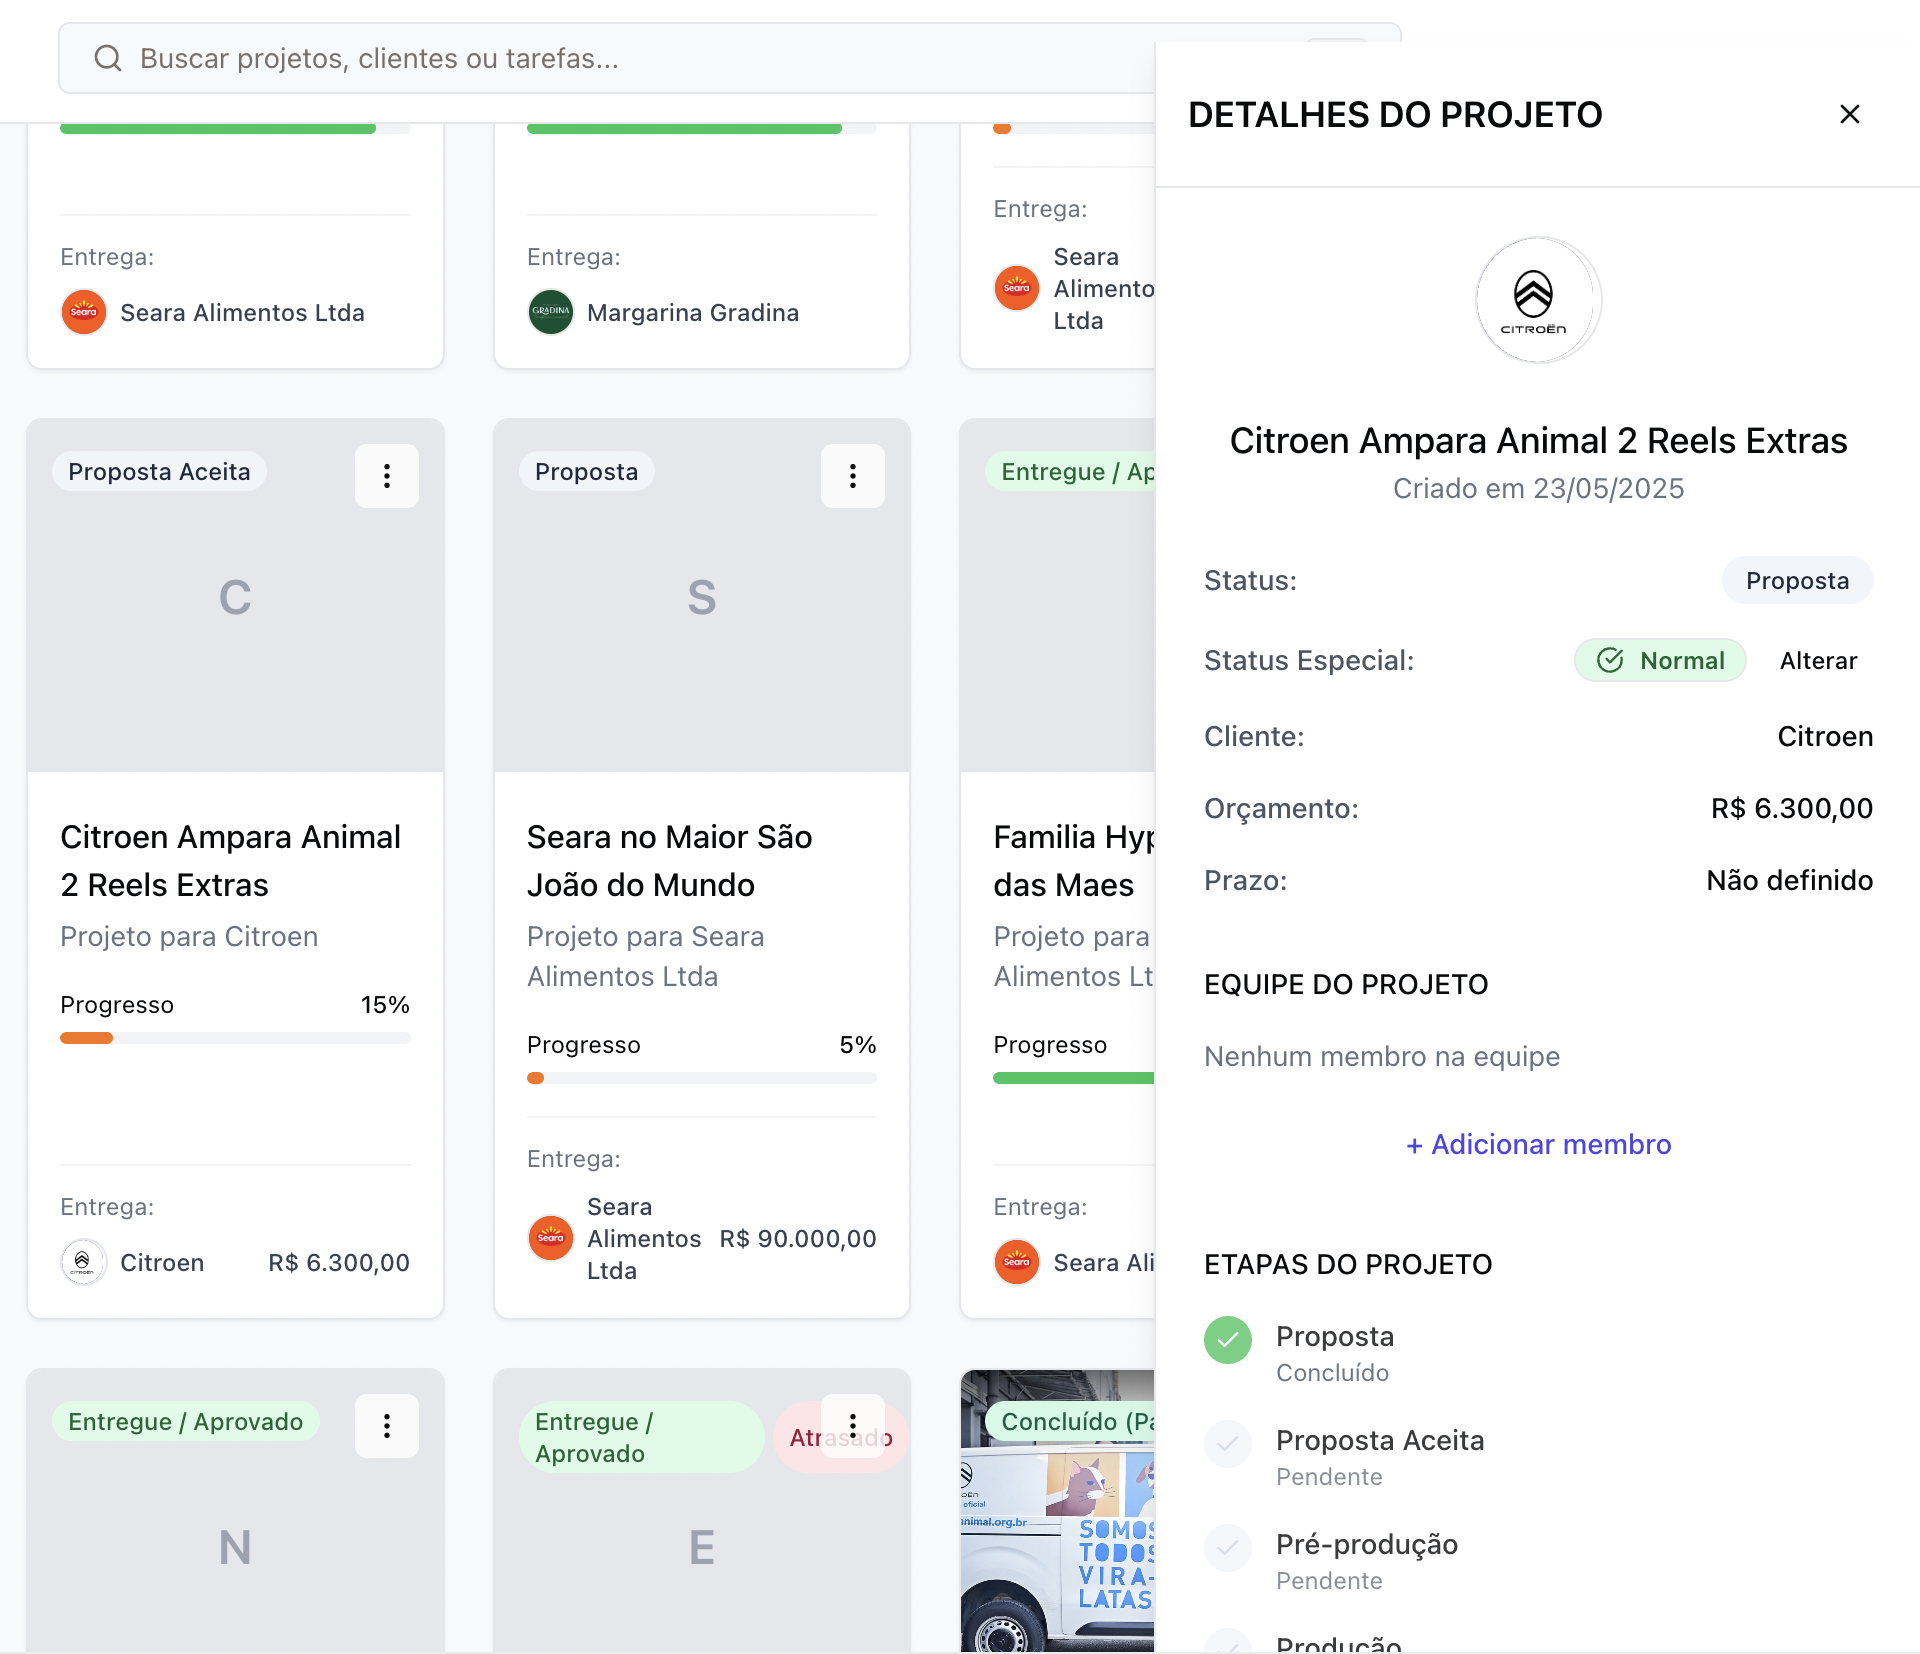 Buscar projetos, clientes ou tarefas...
Entrega:
Seara
Seara Alimentos Ltda
Entrega:
GRADINA
Margarina Gradina
Entrega:
Seara
Seara
Alimento
Ltda
Proposta Aceita
C
Citroen Ampara Animal
2 Reels Extras
Projeto para Citroen
Progresso
15%
Entrega:
CITROËN
Citroen
R$ 6.300,00
Proposta
S
Seara no Maior São
João do Mundo
Projeto para Seara
Alimentos Ltda
Progresso
5%
Entrega:
Seara
Seara
Alimentos
Ltda
R$ 90.000,00
Entregue / Ap
Familia Hyp
das Maes
Projeto para
Alimentos Lt
Progresso
Entrega:
Seara
Seara Ali
Entregue / Aprovado
N
Entregue /
Aprovado
Atrasado
E
Concluído (Pa
oficial
animal.org.br
SOMOS
TODOS
VIRA-
LATAS
DETALHES DO PROJETO
CITROËN
Citroen Ampara Animal 2 Reels Extras
Criado em 23/05/2025
Status:
Proposta
Status Especial:
Normal
Alterar
Cliente:
Citroen
Orçamento:
R$ 6.300,00
Prazo:
Não definido
EQUIPE DO PROJETO
Nenhum membro na equipe
+ Adicionar membro
ETAPAS DO PROJETO
Proposta
Concluído
Proposta Aceita
Pendente
Pré-produção
Pendente
Produção